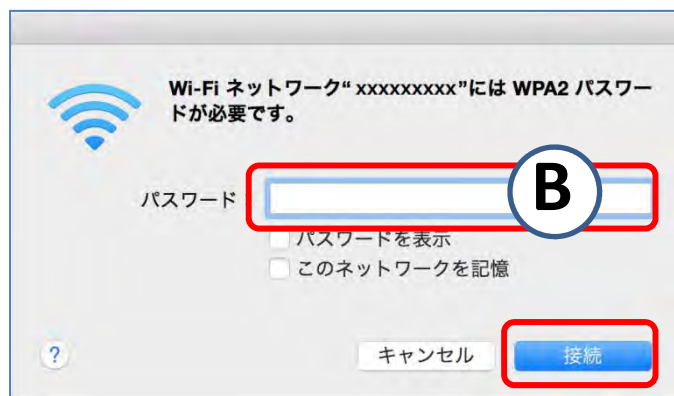 Wi-Fi ネットワーク“ xxxxxxxxx”には WPA2 パスワー
ドが必要です。
パスワード
B
パスワードを表示
このネットワークを記憶
?
キャンセル
接続